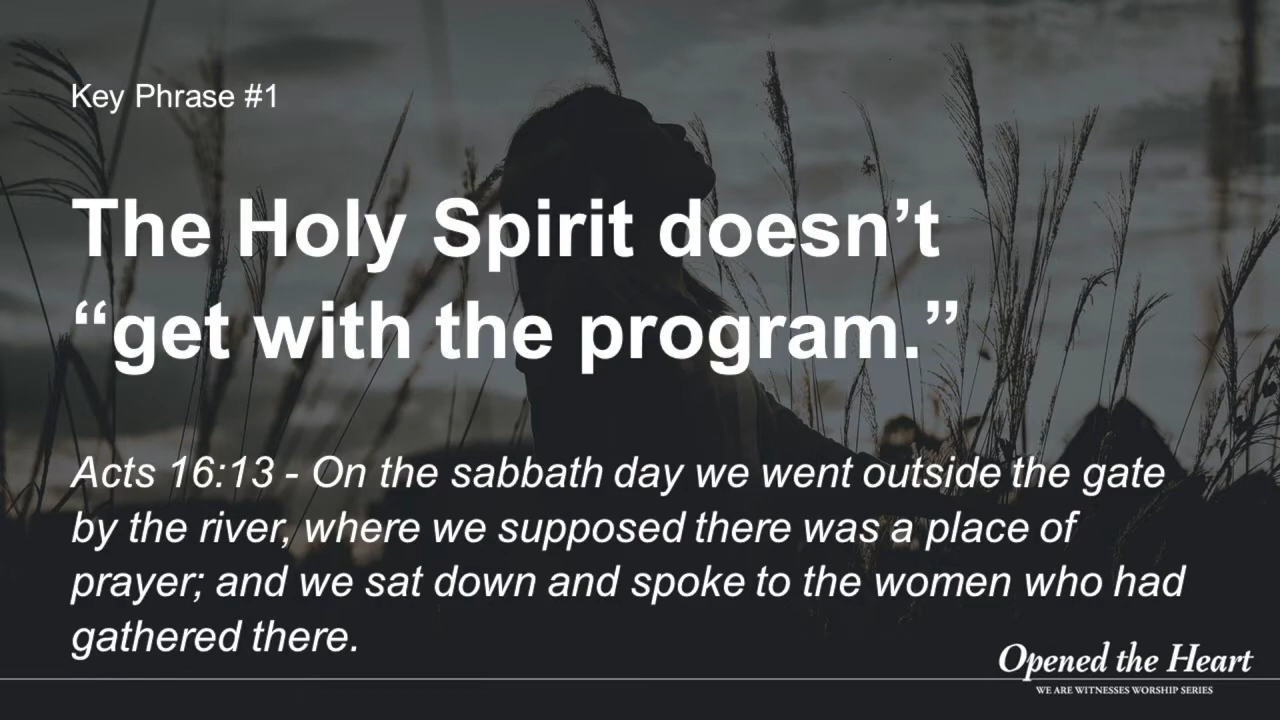 Key Phrase #1
The Holy Spirit doesn’t
“get with the program.”
Acts 16:13 - On the sabbath day we went outside the gate
by the river, where we supposed there was a place of
prayer; and we sat down and spoke to the women who had
gathered there.
Opened the Heart
WE ARE WITNESSES WORSHIP SERIES